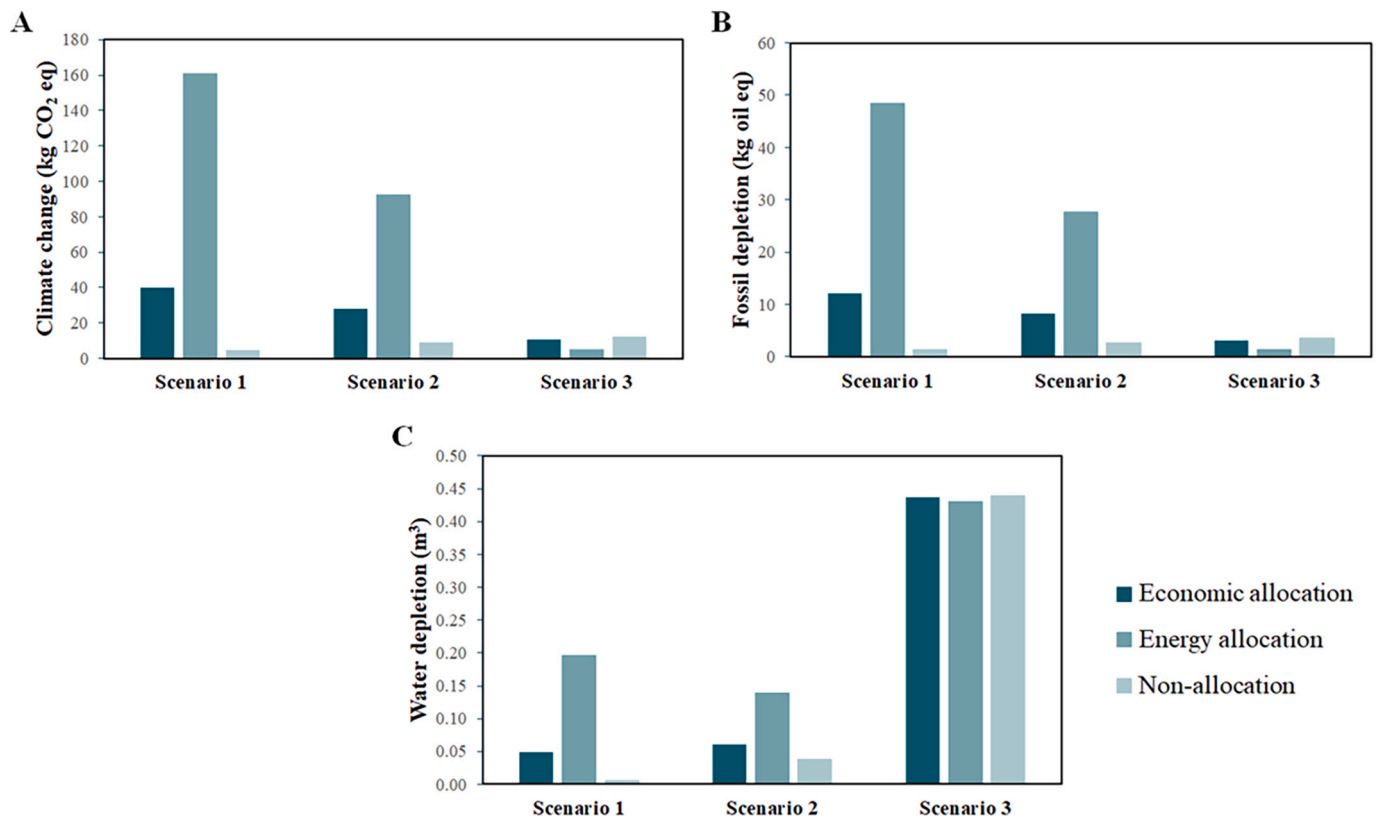 A
Climate change (kg CO₂ eq)
180
160
140
120
100
80
60
40
20
0
Scenario 1 Scenario 2 Scenario 3
B
Fossil depletion (kg oil eq)
60
50
40
30
20
10
0
Scenario 1 Scenario 2 Scenario 3
C
Water depletion (m³)
0.50
0.45
0.40
0.35
0.30
0.25
0.20
0.15
0.10
0.05
0.00
Scenario 1 Scenario 2 Scenario 3
Economic allocation
Energy allocation
Non-allocation